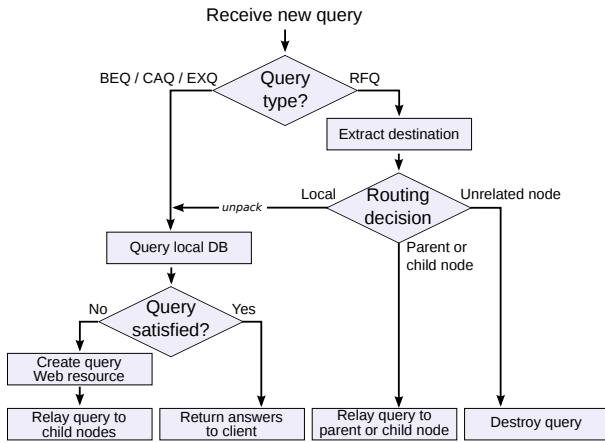 Receive new query
BEQ / CAQ / EXQ
Query
type?
RFQ
Extract destination
Local
Routing
decision
Unrelated node
unpack
Query local DB
Parent or
child node
No
Query
satisfied?
Yes
Create query
Web resource
Relay query to
child nodes
Return answers
to client
Relay query to
parent or child node
Destroy query